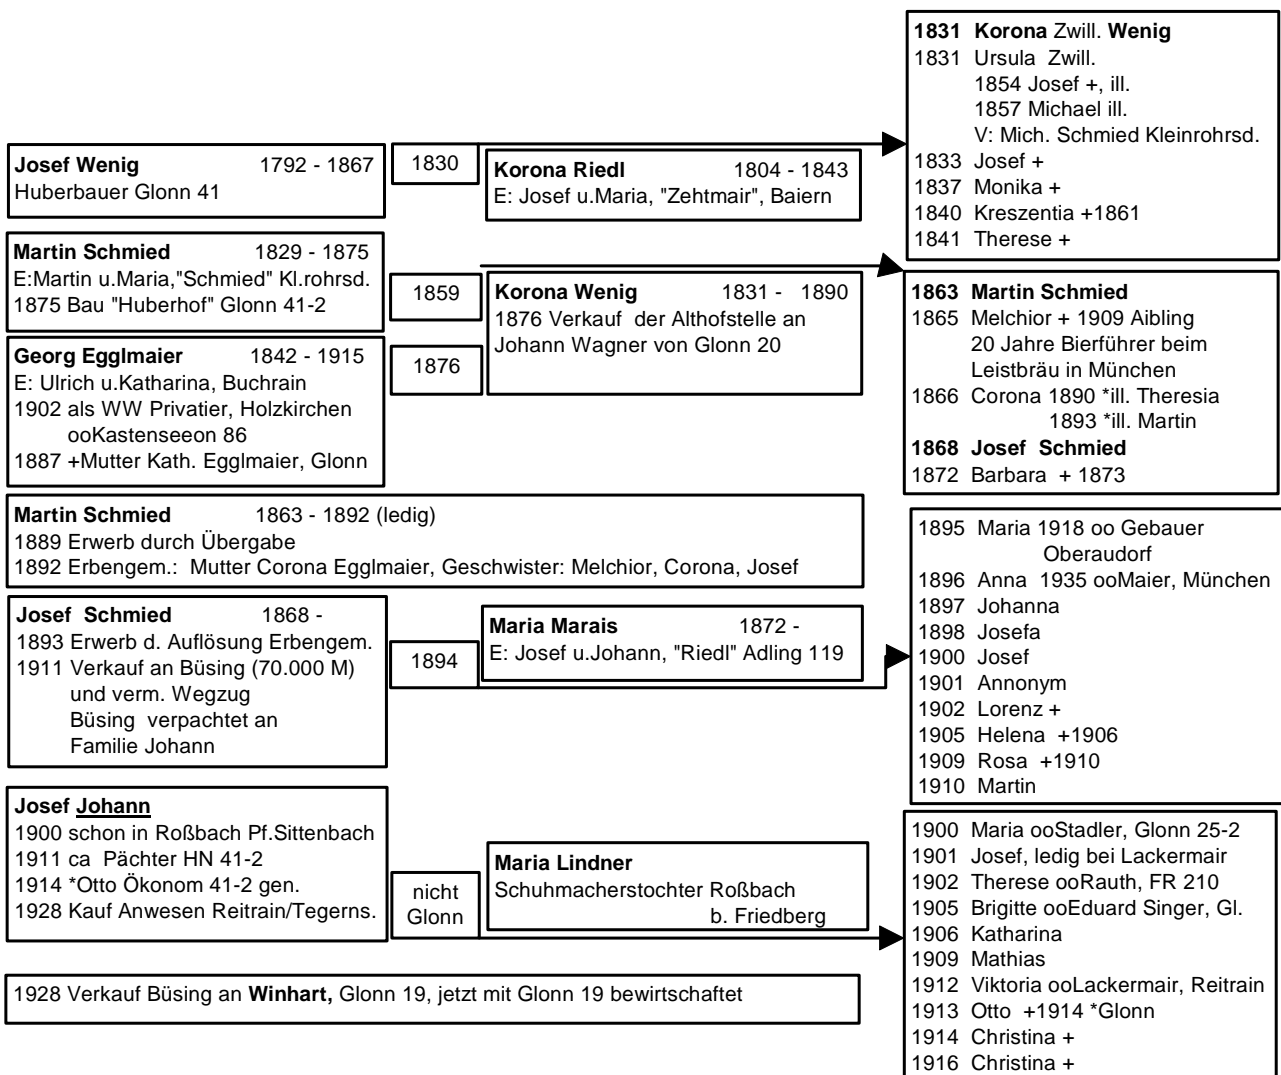 Josef Wenig 1792 - 1867
Huberbauer Glonn 41
1830
Korona Riedl 1804 - 1843
E: Josef u.Maria, "Zehtmair", Baiern
1831 Korona Zwill. Wenig
1831 Ursula Zwill.
1854 Josef +, ill.
1857 Michael ill.
V: Mich. Schmied Kleinrohrsd.
1833 Josef +
1837 Monika +
1840 Kreszentia +1861
1841 Therese +
Martin Schmied 1829 - 1875
E:Martin u.Maria,"Schmied" Kl.rohrsd.
1875 Bau "Huberhof" Glonn 41-2
1859
Korona Wenig 1831 - 1890
1876 Verkauf der Althofstelle an
Johann Wagner von Glonn 20
Georg Egglmaier 1842 - 1915
E: Ulrich u.Katharina, Buchrain
1902 als WW Privatier, Holzkirchen
ooKastenseeon 86
1887 +Mutter Kath. Egglmaier, Glonn
1876
1863 Martin Schmied
1865 Melchior + 1909 Aibling
20 Jahre Bierführer beim
Leistbräu in München
1866 Corona 1890 *ill. Theresia
1893 *ill. Martin
1868 Josef Schmied
1872 Barbara + 1873
Martin Schmied 1863 - 1892 (ledig)
1889 Erwerb durch Übergabe
1892 Erbengem.: Mutter Corona Egglmaier, Geschwister: Melchior, Corona, Josef
Josef Schmied 1868 -
1893 Erwerb d. Auflösung Erbengem.
1911 Verkauf an Büsing (70.000 M)
und verm. Wegzug
Büsing verpachtet an
Familie Johann
1894
Maria Marais 1872 -
E: Josef u.Johann, "Riedl" Adling 119
1895 Maria 1918 oo Gebauer
Oberaudorf
1896 Anna 1935 ooMaier, München
1897 Johanna
1898 Josefa
1900 Josef
1901 Annonym
1902 Lorenz +
1905 Helena +1906
1909 Rosa +1910
1910 Martin
Josef Johann
1900 schon in Roßbach Pf.Sittenbach
1911 ca Pächter HN 41-2
1914 *Otto Ökonom 41-2 gen.
1928 Kauf Anwesen Reitrain/Tegerns.
nicht
Glonn
Maria Lindner
Schuhmacherstochter Roßbach
b. Friedberg
1900 Maria ooStadler, Glonn 25-2
1901 Josef, ledig bei Lackermair
1902 Therese ooRauth, FR 210
1905 Brigitte ooEduard Singer, Gl.
1906 Katharina
1909 Mathias
1912 Viktoria ooLackermair, Reitrain
1913 Otto +1914 *Glonn
1914 Christina +
1916 Christina +
1928 Verkauf Büsing an Winhart, Glonn 19, jetzt mit Glonn 19 bewirtschaftet